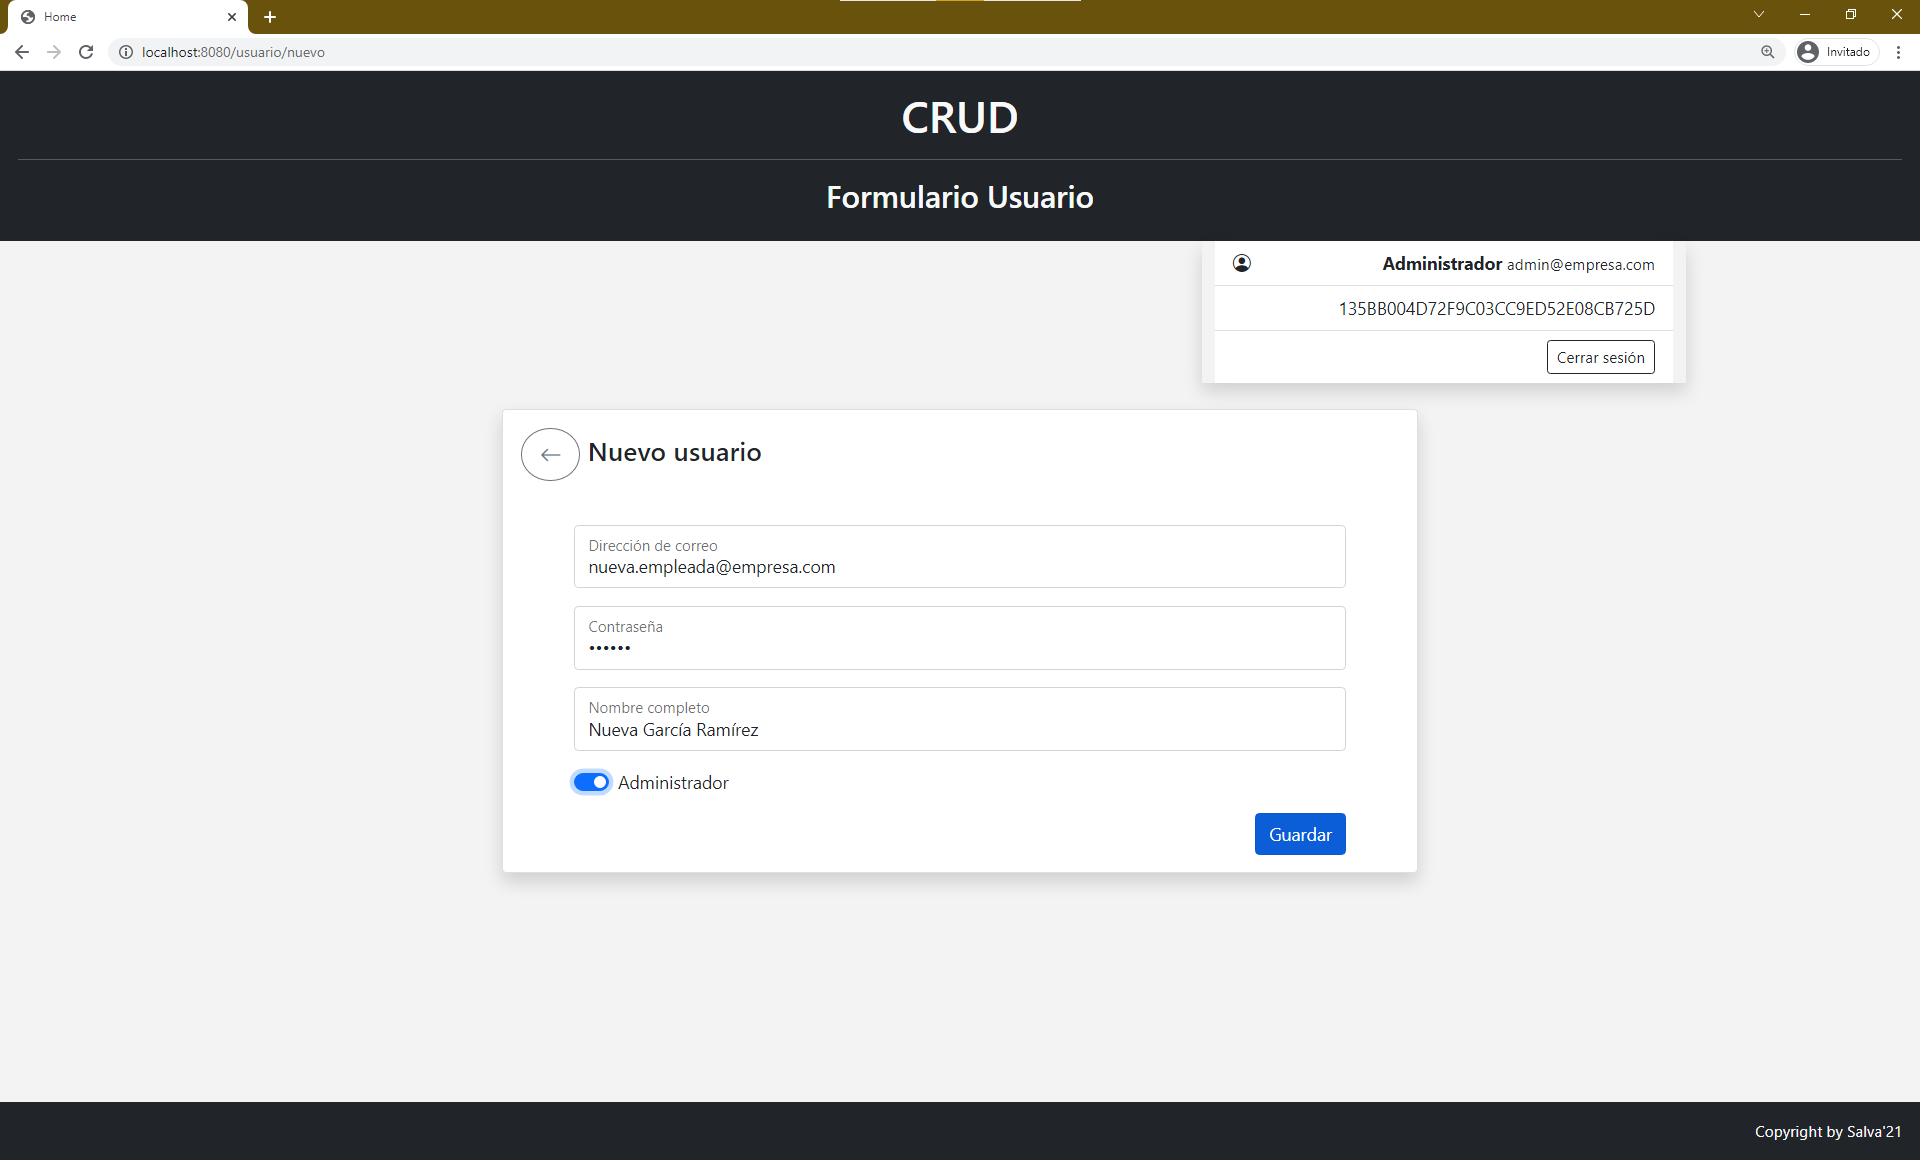 Home
localhost:8080/usuario/nuevo
Invitado
CRUD
Formulario Usuario
Administrador admin@empresa.com
135BB004D72F9C03CC9ED52E08CB725D
Cerrar sesión
Nuevo usuario
Dirección de correo
nueva.empleada@empresa.com
Contraseña
••••••
Nombre completo
Nueva García Ramírez
Administrador
Guardar
Copyright by Salva'21